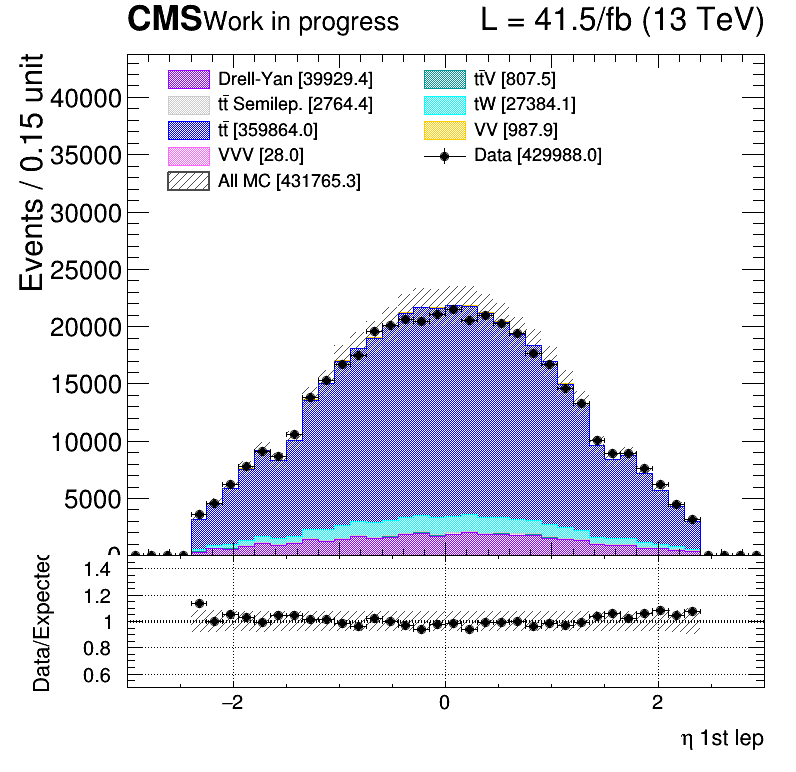 CMS Work in progress L = 41.5/fb (13 TeV)
Events / 0.15 unit
Drell-Yan [39929.4] tt̄V [807.5]
tt̄ Semilep. [2764.4] tW [27384.1]
tt̄ [359864.0] VV [987.9]
VVV [28.0] Data [429988.0]
All MC [431765.3]
40000
35000
30000
25000
20000
15000
10000
5000
0
Data/Expected
1.4
1.2
1
0.8
0.6
−2 0 2
η 1st lep